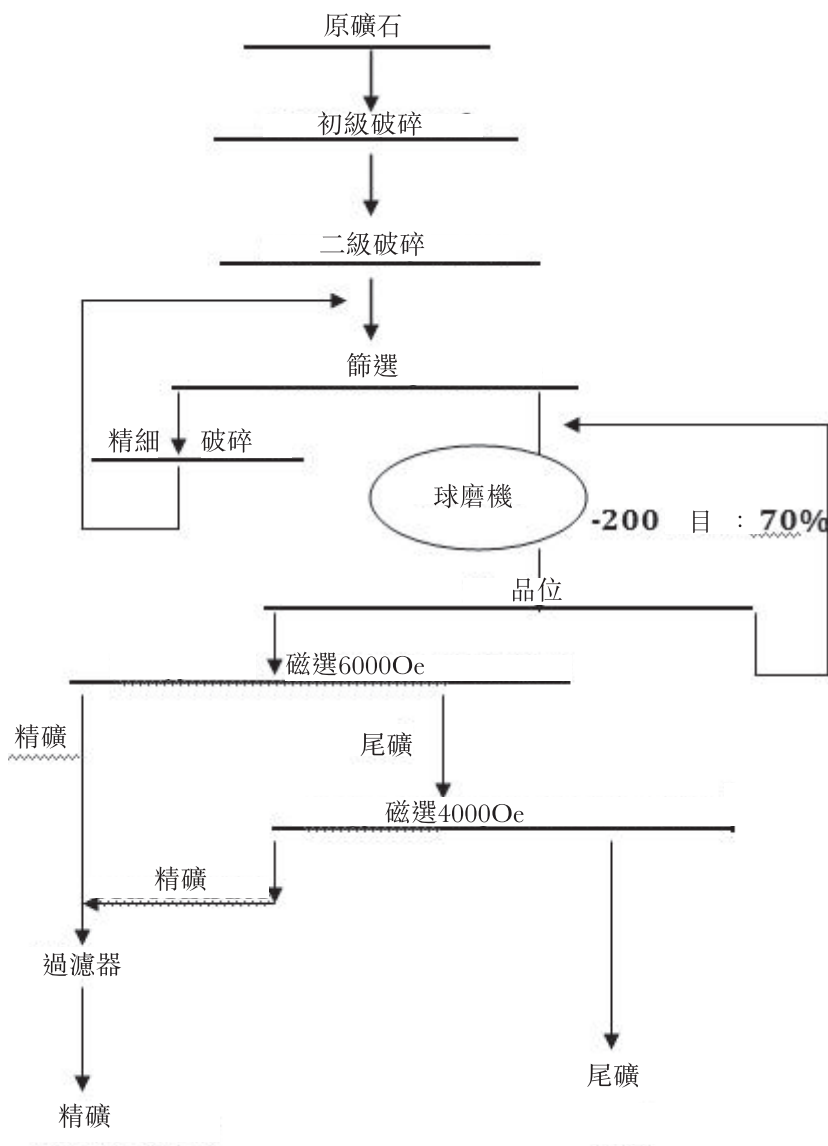 原礦石
初級破碎
二級破碎
篩選
精細 破碎
球磨機
-200 目 : 70%
品位
磁選6000Oe
精礦
尾礦
磁選4000Oe
精礦
過濾器
尾礦
精礦